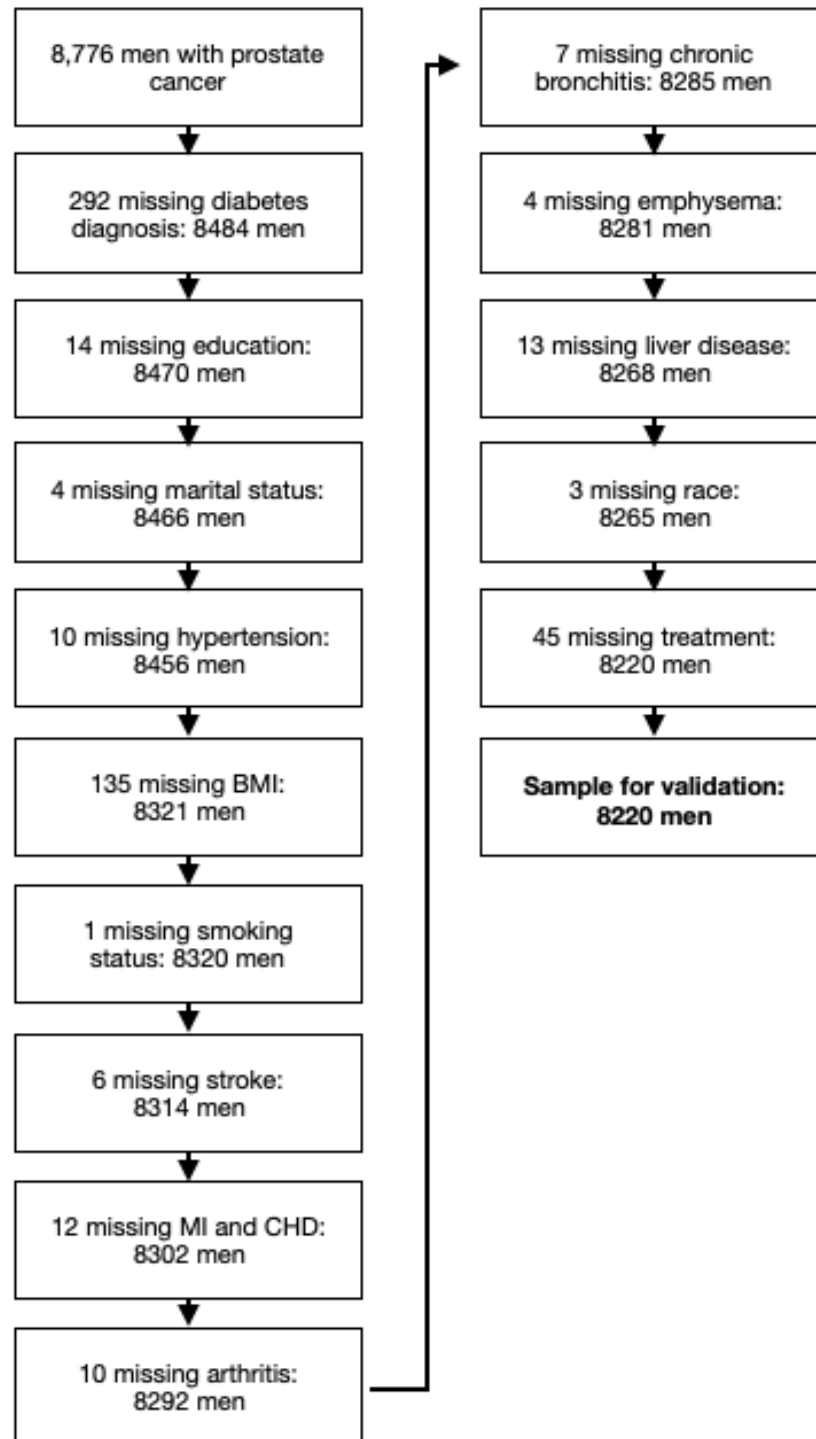 8,776 men with prostate
cancer
292 missing diabetes
diagnosis: 8484 men
14 missing education:
8470 men
4 missing marital status:
8466 men
10 missing hypertension:
8456 men
135 missing BMI:
8321 men
1 missing smoking
status: 8320 men
6 missing stroke:
8314 men
12 missing MI and CHD:
8302 men
10 missing arthritis:
8292 men
7 missing chronic
bronchitis: 8285 men
4 missing emphysema:
8281 men
13 missing liver disease:
8268 men
3 missing race:
8265 men
45 missing treatment:
8220 men
Sample for validation:
8220 men